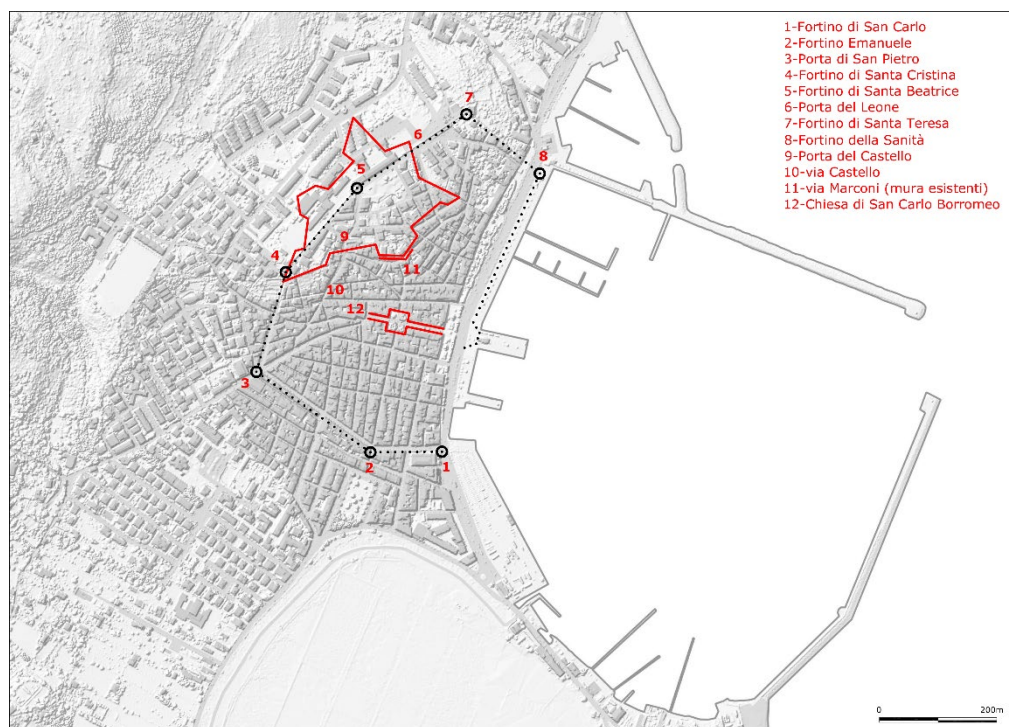 1-Fortino di San Carlo
2-Fortino Emanuele
3-Porta di San Pietro
4-Fortino di Santa Cristina
5-Fortino di Santa Beatrice
6-Porta del Leone
7-Fortino di Santa Teresa
8-Fortino della Sanità
9-Porta del Castello
10-via Castello
11-via Marconi (mura esistenti)
12-Chiesa di San Carlo Borromeo
7
6
8
5
9
4
11
10
12
3
2
1
0 200m